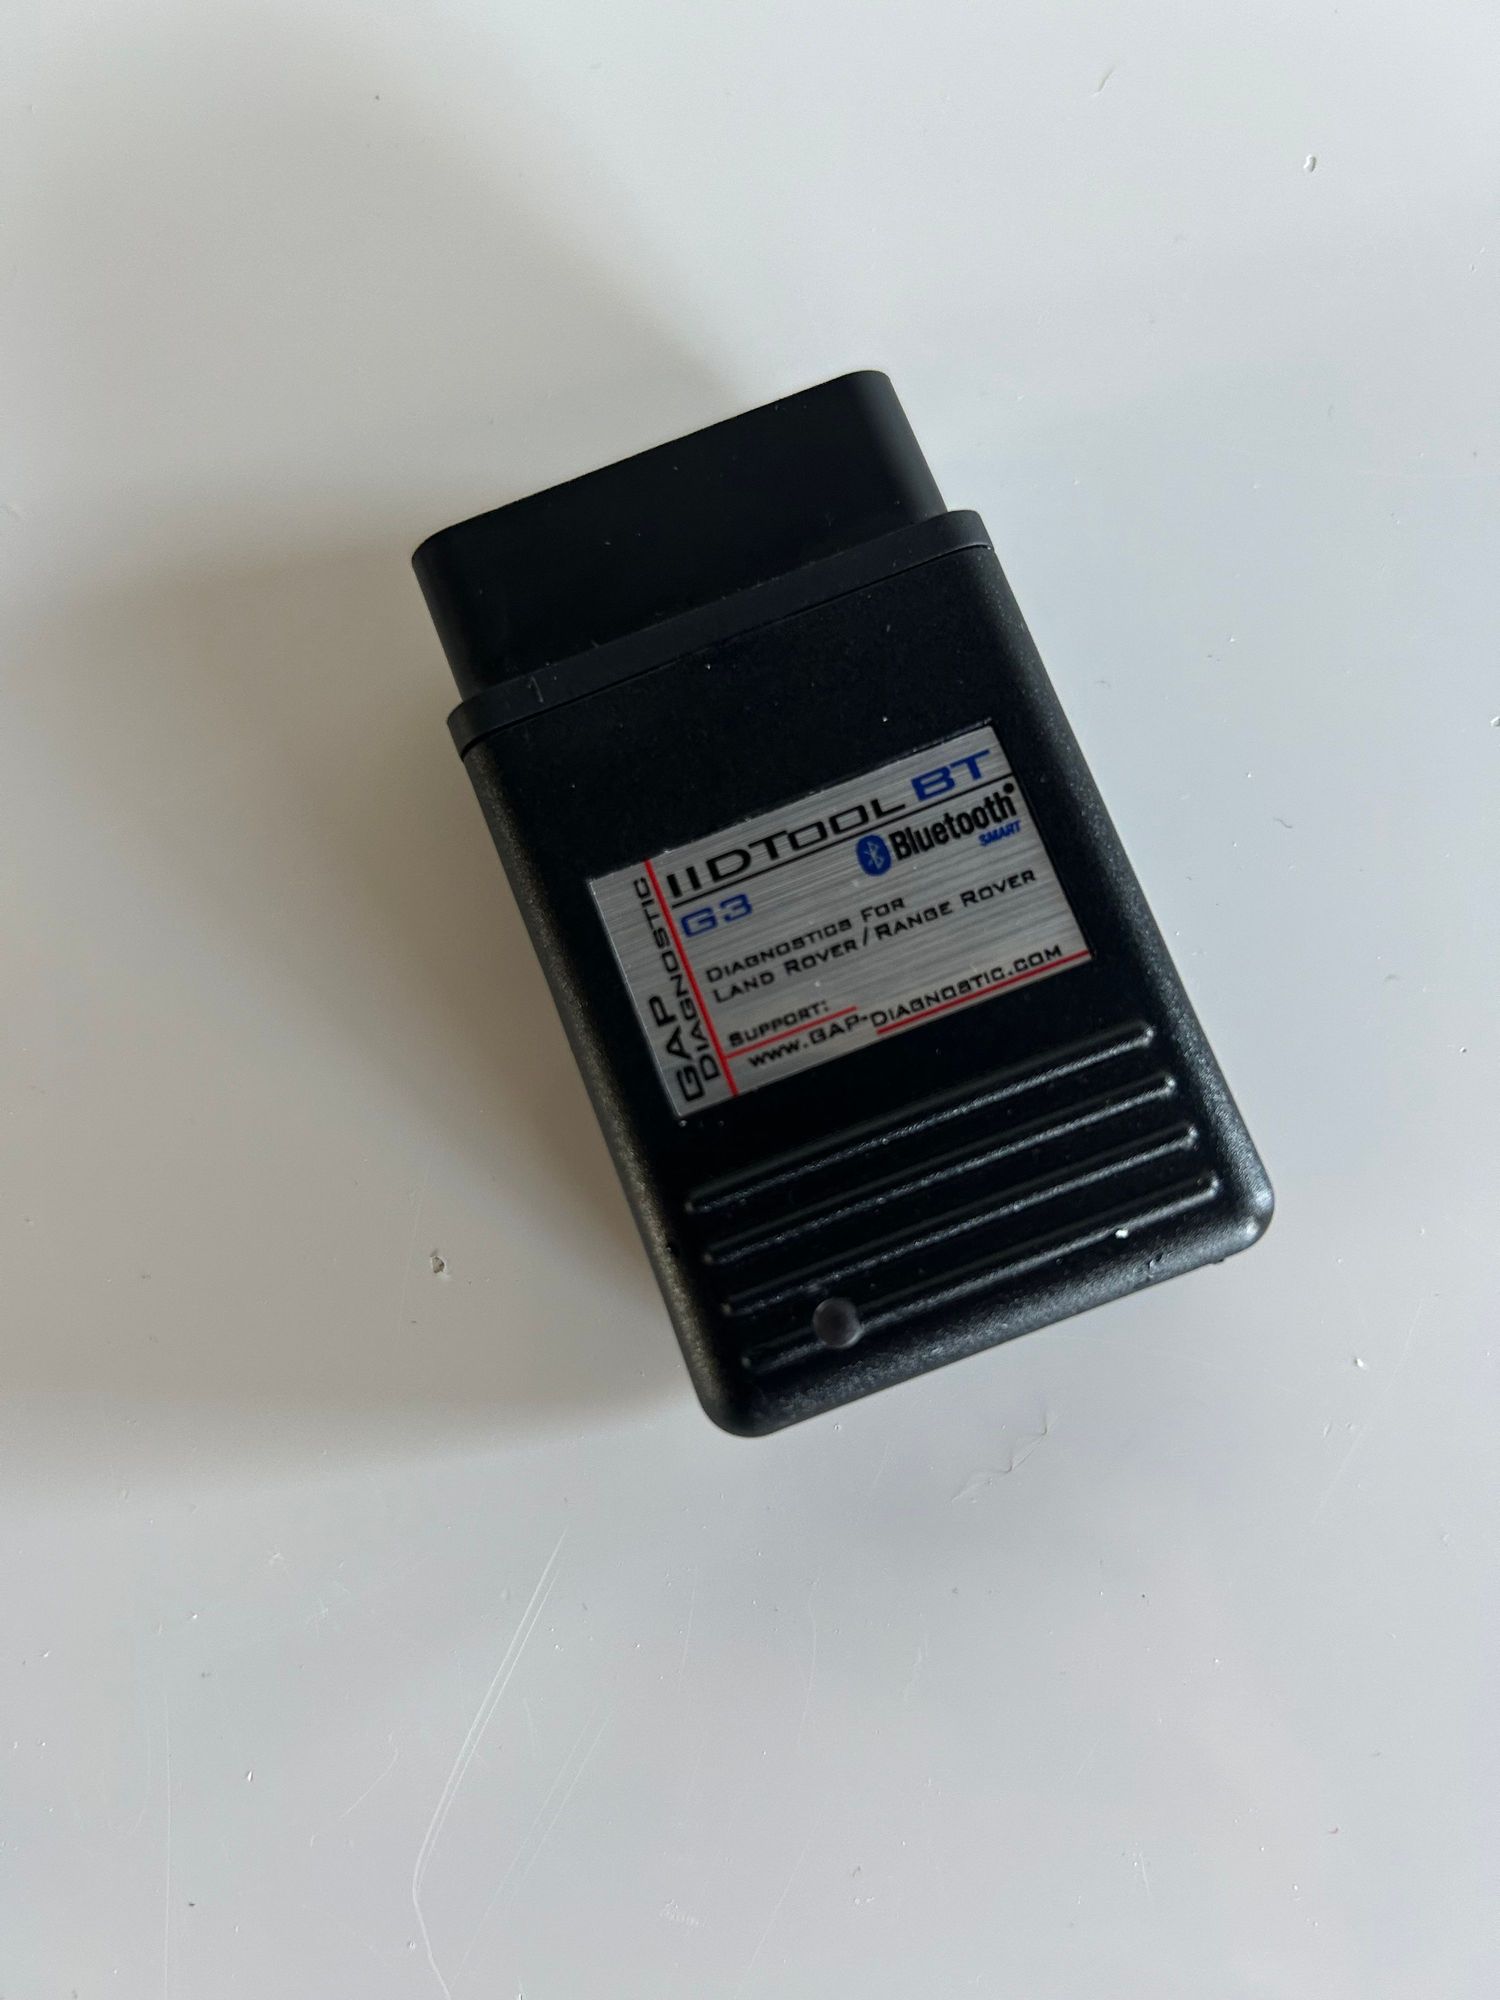 GAP
DIAGNOSTIC
IIDTOOL BT
Bluetooth
SMART
G3
DIAGNOSTICS FOR
LAND ROVER/RANGE ROVER
SUPPORT:
WWW.GAP-DIAGNOSTIC.COM